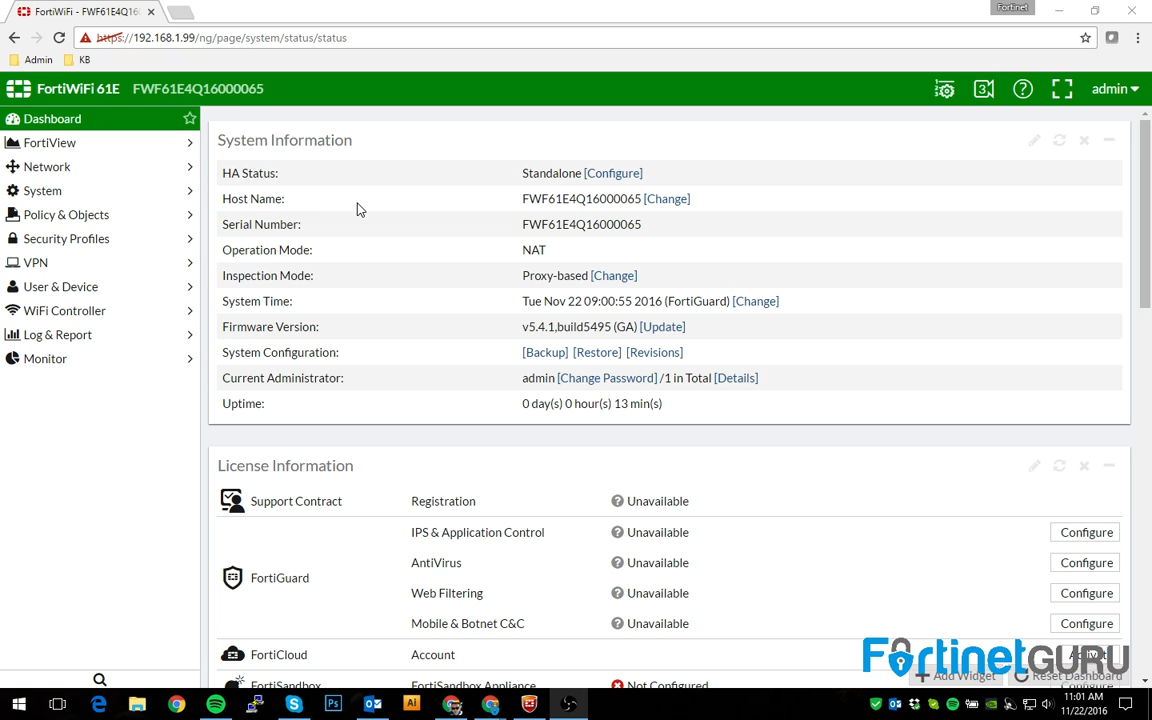 FortiWiFi - FWF61E4Q16
Fortinet
https://192.168.1.99/ng/page/system/status/status
Admin KB
FortiWiFi 61E FWF61E4Q16000065 3 admin
Dashboard
FortiView
Network
System
Policy & Objects
Security Profiles
VPN
User & Device
WiFi Controller
Log & Report
Monitor
System Information
HA Status: Standalone [Configure]
Host Name: FWF61E4Q16000065 [Change]
Serial Number: FWF61E4Q16000065
Operation Mode: NAT
Inspection Mode: Proxy-based [Change]
System Time: Tue Nov 22 09:00:55 2016 (FortiGuard) [Change]
Firmware Version: v5.4.1,build5495 (GA) [Update]
System Configuration: [Backup] [Restore] [Revisions]
Current Administrator: admin [Change Password] /1 in Total [Details]
Uptime: 0 day(s) 0 hour(s) 13 min(s)
License Information
Support Contract Registration Unavailable
IPS & Application Control Unavailable Configure
AntiVirus Unavailable Configure
FortiGuard
Web Filtering Unavailable Configure
Mobile & Botnet C&C Unavailable Configure
FortiCloud Account
FortiSandbox FortiSandbox Appliance Not Configured
FortinetGURU
Add Widget Reset Dashboard
11:01 AM
11/22/2016